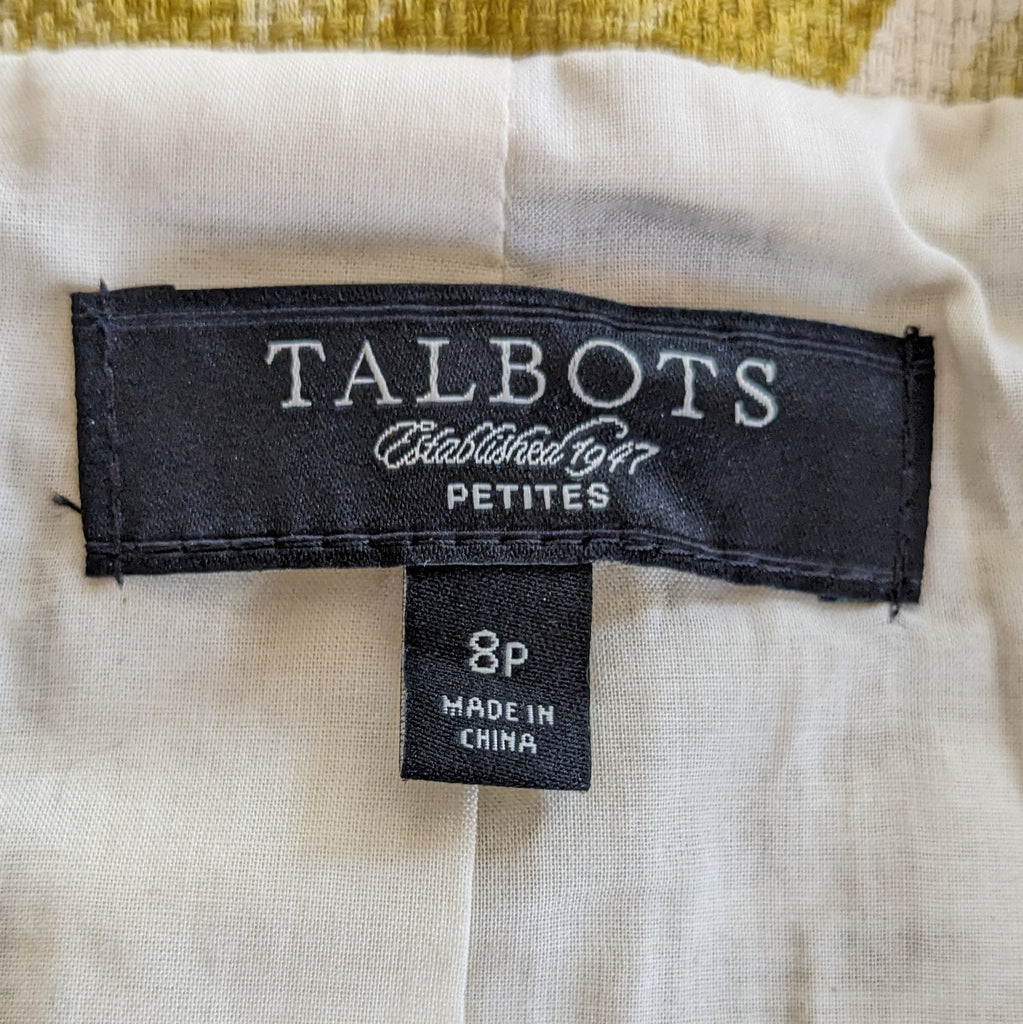 TALBOTS
Established 1947
PETITES
8P
MADE IN
CHINA